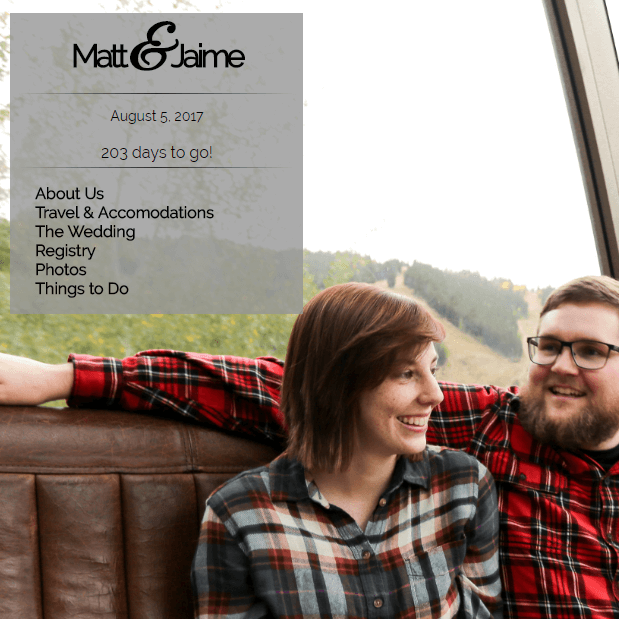 Matt & Jaime
August 5, 2017
203 days to go!
About Us
Travel & Accomodations
The Wedding
Registry
Photos
Things to Do